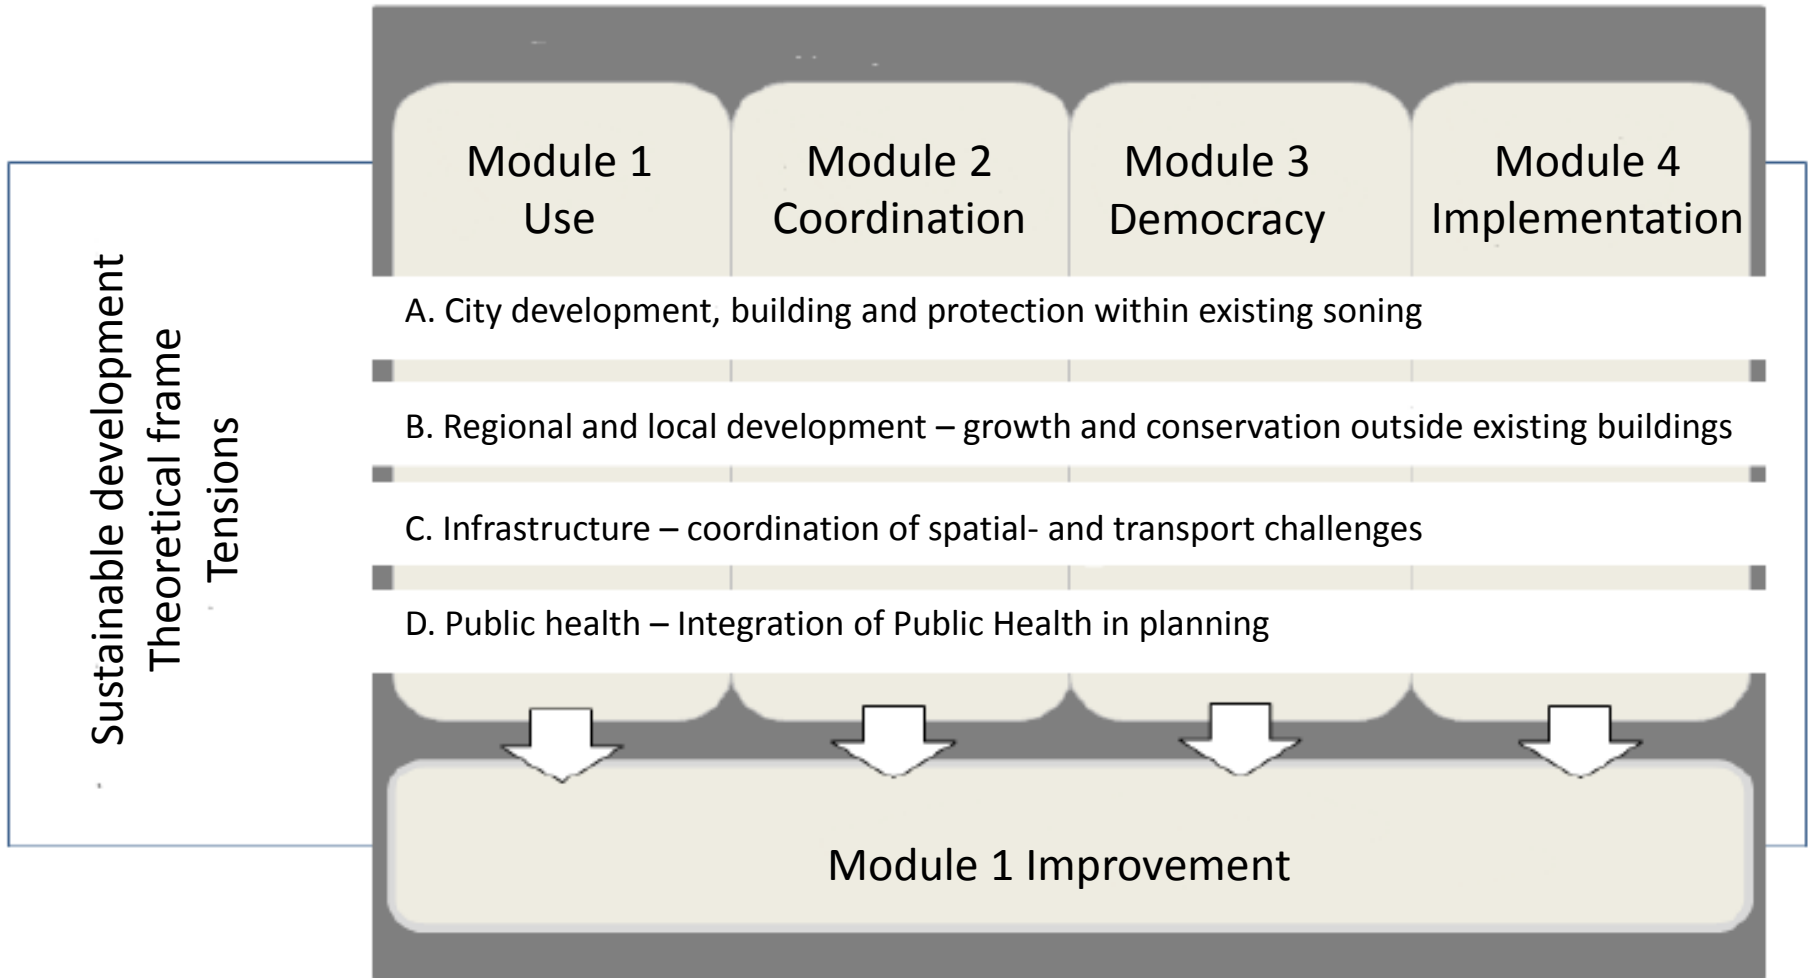 Sustainable development
Theoretical frame
Tensions
Module 1
Use
Module 2
Coordination
Module 3
Democracy
Module 4
Implementation
A. City development, building and protection within existing soning
B. Regional and local development – growth and conservation outside existing buildings
C. Infrastructure – coordination of spatial- and transport challenges
D. Public health – Integration of Public Health in planning
Module 1 Improvement